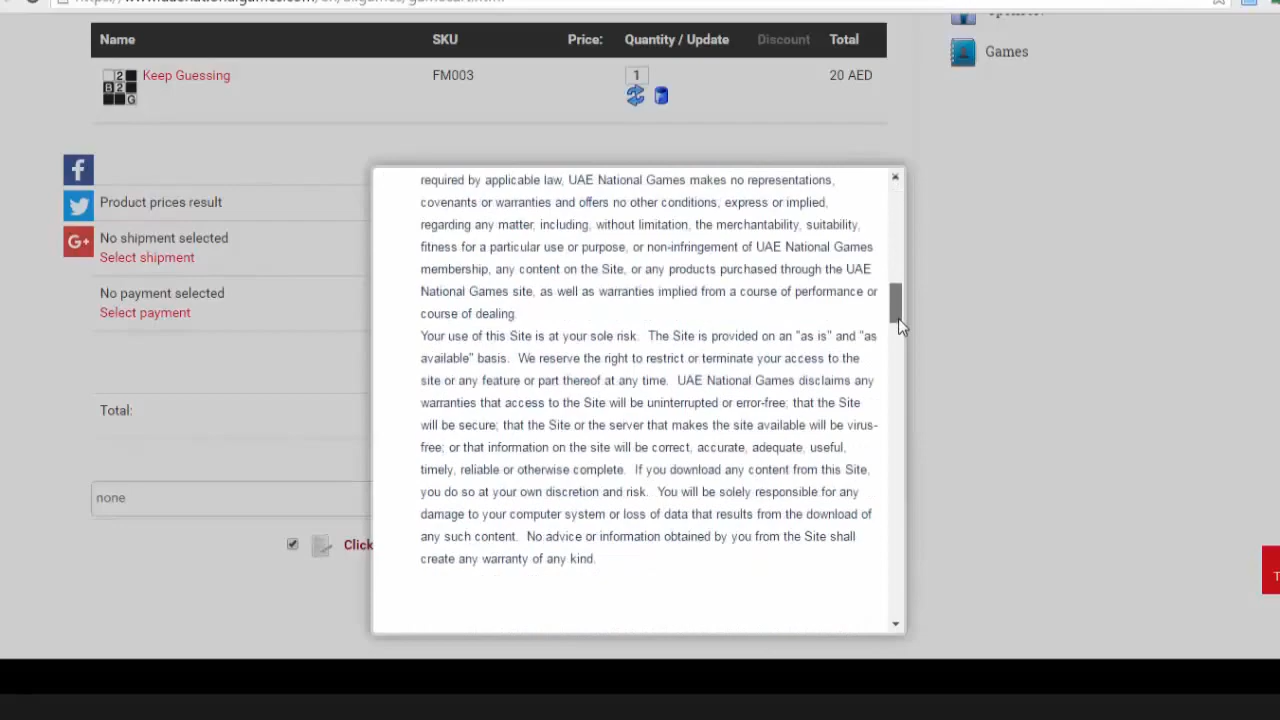 Name SKU Price: Quantity / Update Discount Total
Games
2 B 2 G Keep Guessing FM003 1 20 AED
f
Product prices result
G+ No shipment selected
Select shipment
No payment selected
Select payment
Total:
none
Click
required by applicable law, UAE National Games makes no representations,
covenants or warranties and offers no other conditions, express or implied,
regarding any matter, including, without limitation, the merchantability, suitability,
fitness for a particular use or purpose, or non-infringement of UAE National Games
membership, any content on the Site, or any products purchased through the UAE
National Games site, as well as warranties implied from a course of performance or
course of dealing.
Your use of this Site is at your sole risk. The Site is provided on an "as is" and "as
available" basis. We reserve the right to restrict or terminate your access to the
site or any feature or part thereof at any time. UAE National Games disclaims any
warranties that access to the Site will be uninterrupted or error-free; that the Site
will be secure; that the Site or the server that makes the site available will be virus-
free; or that information on the site will be correct, accurate, adequate, useful,
timely, reliable or otherwise complete. If you download any content from this Site,
you do so at your own discretion and risk. You will be solely responsible for any
damage to your computer system or loss of data that results from the download of
any such content. No advice or information obtained by you from the Site shall
create any warranty of any kind.
T